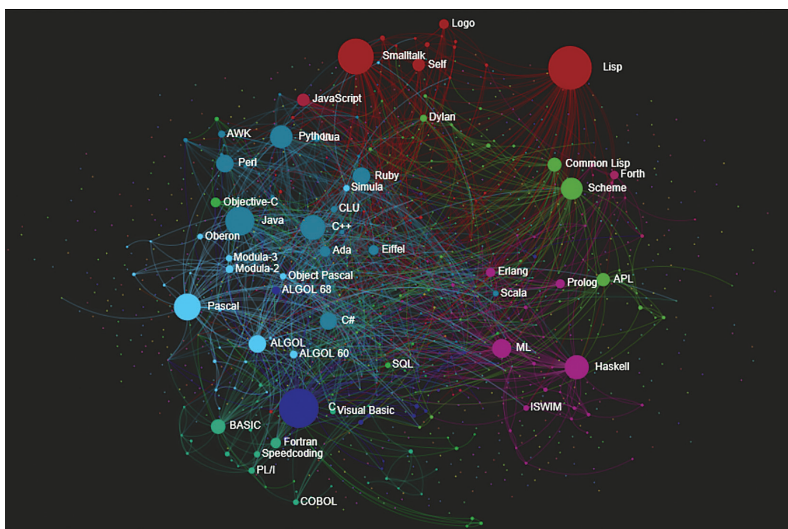 Logo
Smalltalk
Self
Lisp
JavaScript
Dylan
AWK
Python
Lua
Perl
Common Lisp
Forth
Ruby
Scheme
Simula
Objective-C
CLU
Java
C++
Oberon
Ada
Eiffel
Modula-3
Modula-2
Erlang
Object Pascal
Prolog
APL
ALGOL 68
Scala
Pascal
C#
ALGOL
ML
ALGOL 60
SQL
Haskell
C
Visual Basic
ISWIM
BASIC
Fortran
Speedcoding
PL/I
COBOL